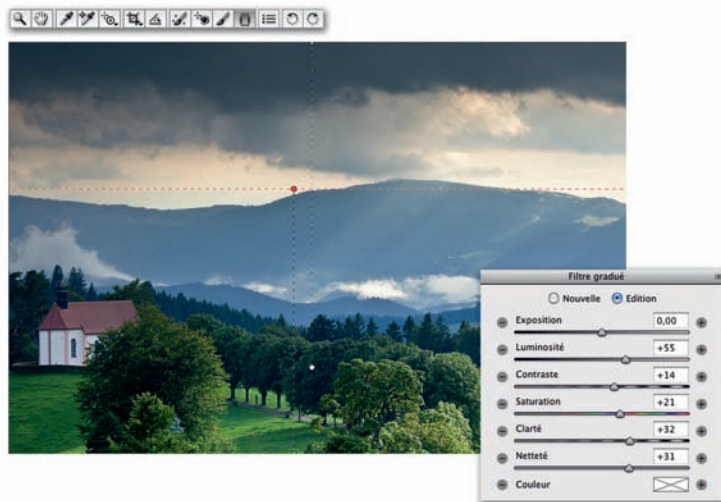 Filtre gradué
Nouvelle Edition
Exposition 0,00
Luminosité +55
Contraste +14
Saturation +21
Clarté +32
Netteté +31
Couleur